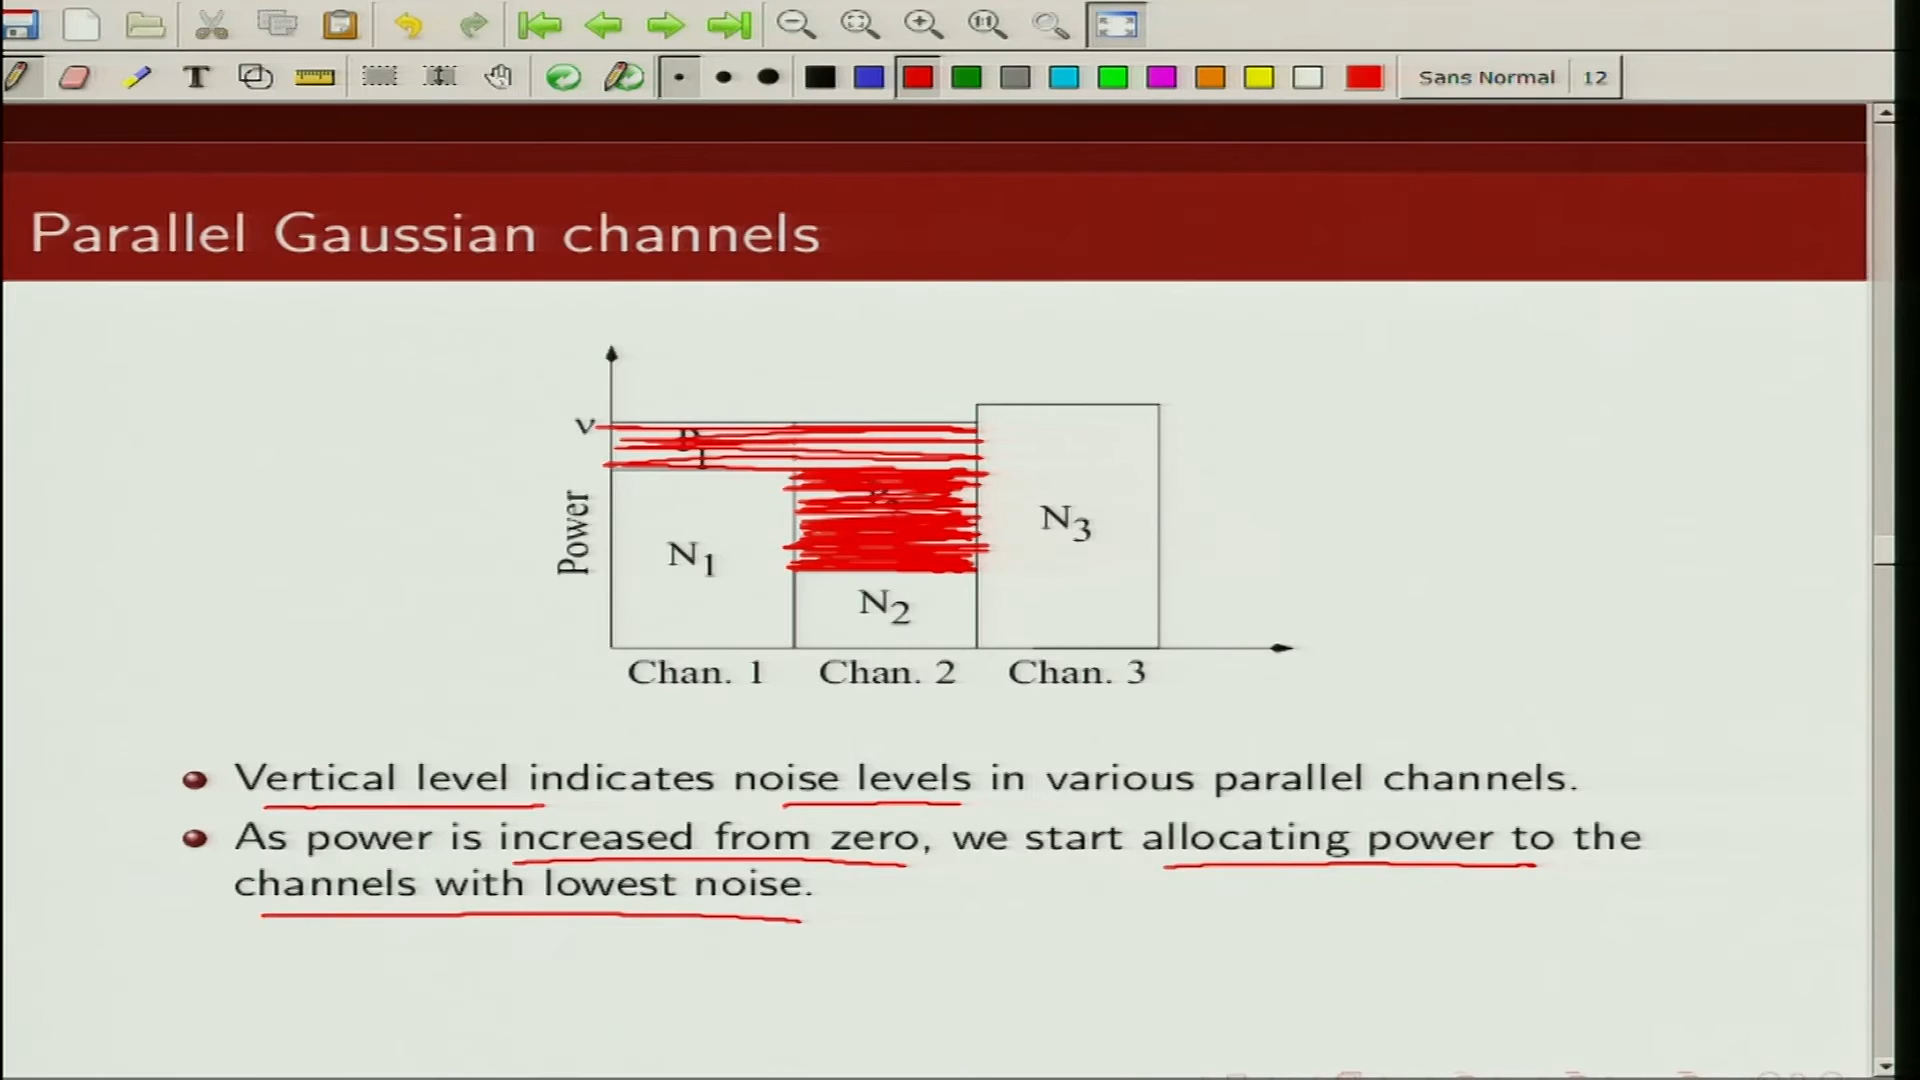 Sans Normal 12
Parallel Gaussian channels
ν
Power
N1
N2
N3
Chan. 1 Chan. 2 Chan. 3
Vertical level indicates noise levels in various parallel channels.
As power is increased from zero, we start allocating power to the
channels with lowest noise.